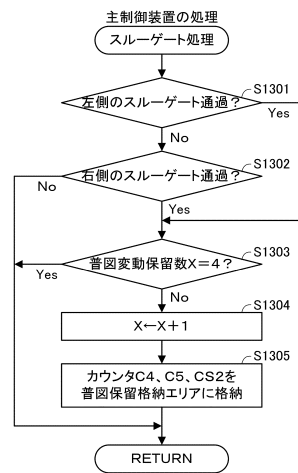 主制御装置の処理
スルーゲート処理
S1301
左側のスルーゲート通過？
Yes
No
S1302
右側のスルーゲート通過？
No
Yes
S1303
普図変動保留数X＝4？
Yes
No
S1304
X←X＋1
S1305
カウンタC4、C5、CS2を
普図保留格納エリアに格納
RETURN